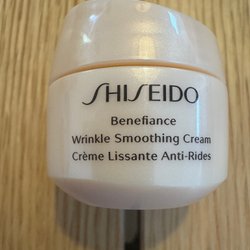 SHISEIDO
Benefiance
Wrinkle Smoothing Cream
Crème Lissante Anti-Rides